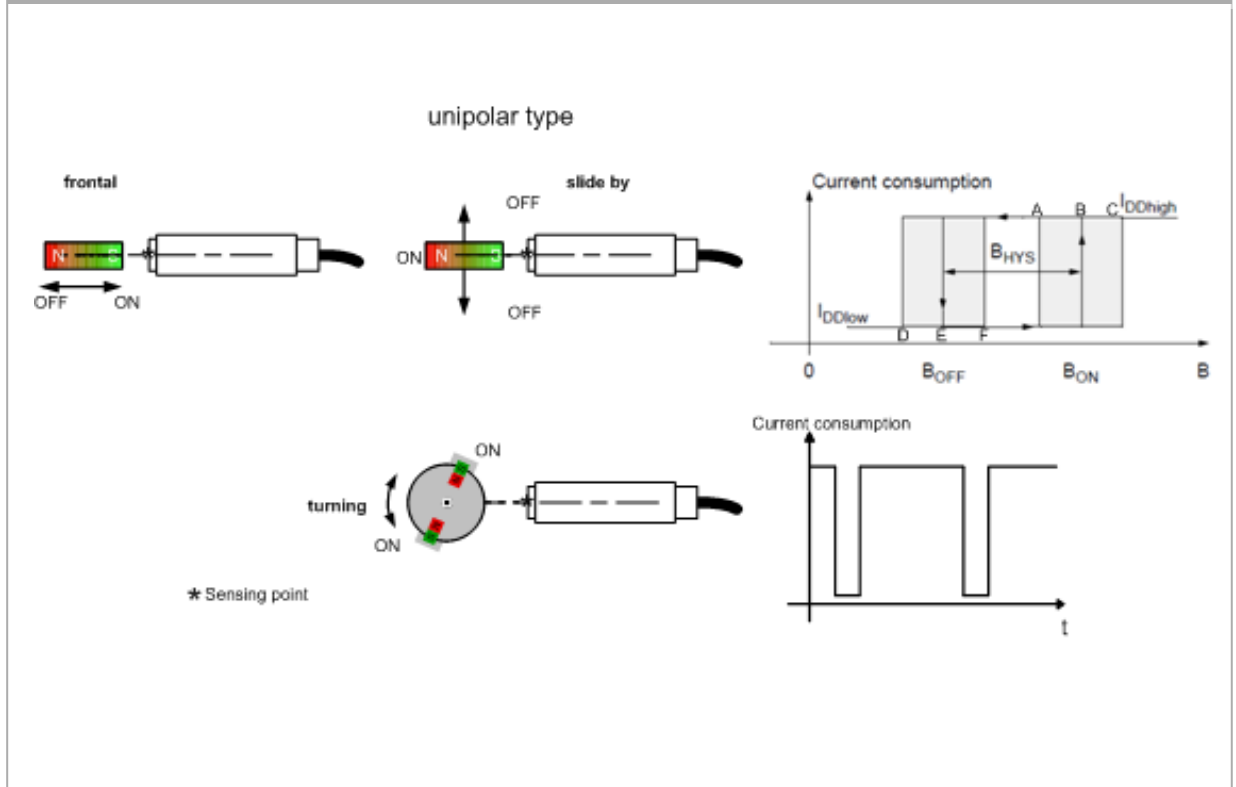 unipolar type
frontal
N S
OFF ON
slide by
OFF
ON N
OFF
Current consumption
A B C IDDhigh
BHYS
IDDlow
D E F
0 BOFF BON B
turning
ON
ON
* Sensing point
Current consumption
t